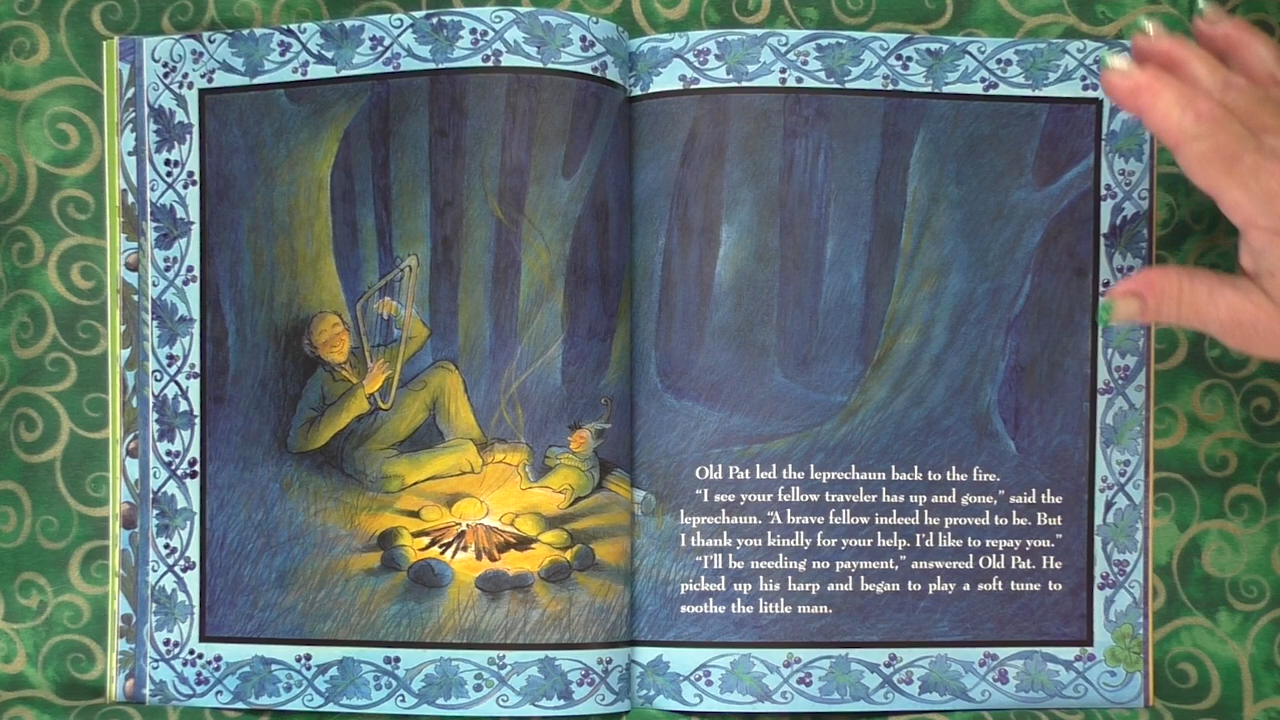 Old Pat led the leprechaun back to the fire.
“I see your fellow traveler has up and gone,” said the
leprechaun. “A brave fellow indeed he proved to be. But
I thank you kindly for your help. I’d like to repay you.”
“I’ll be needing no payment,” answered Old Pat. He
picked up his harp and began to play a soft tune to
soothe the little man.